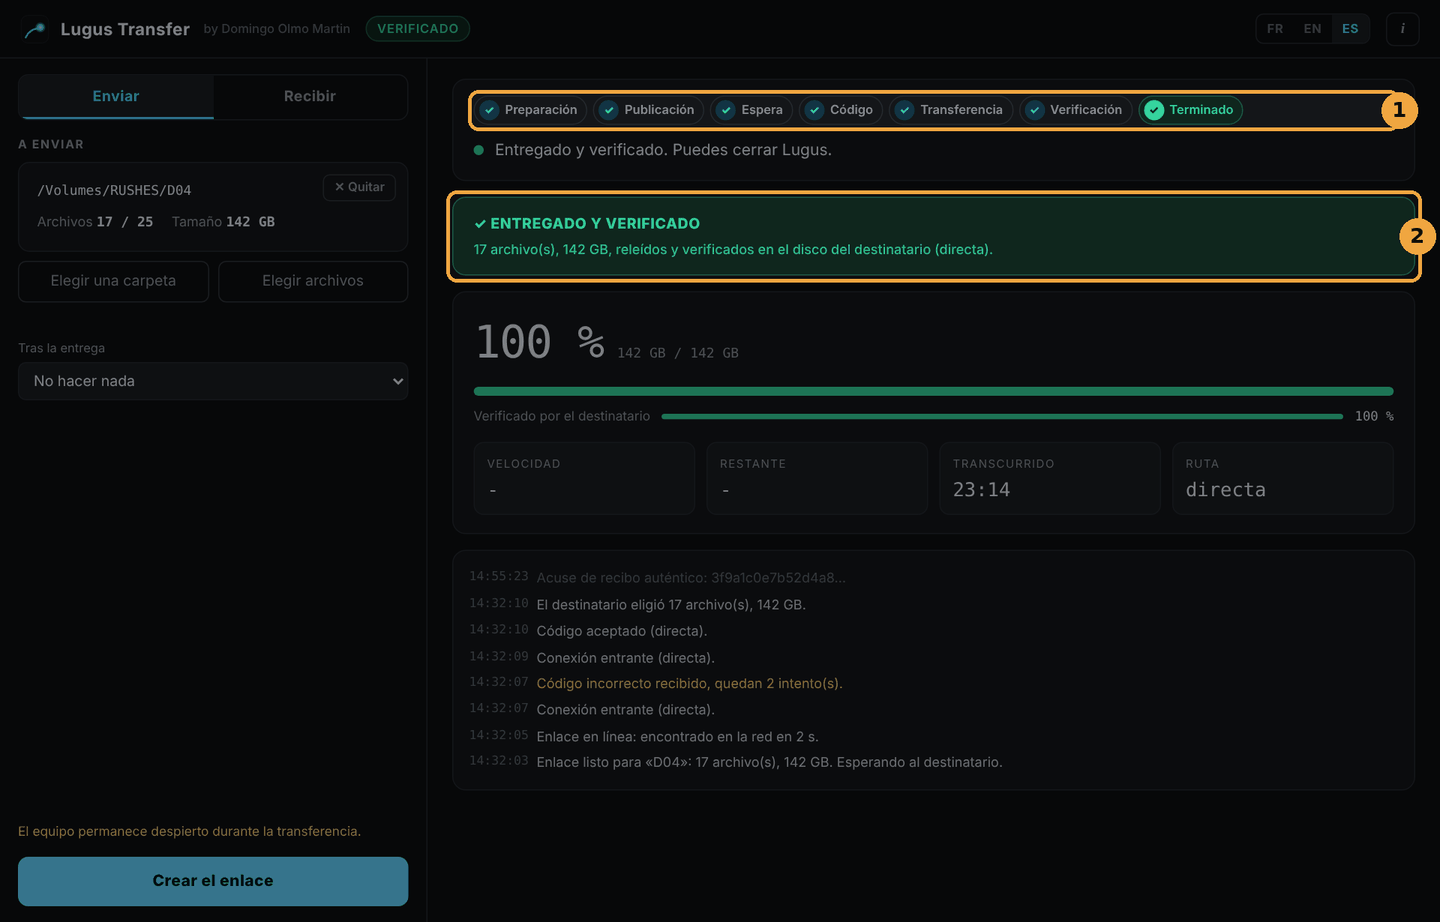 Lugus Transfer by Domingo Olmo Martin VERIFICADO
FR EN ES i
Enviar Recibir
A ENVIAR
/Volumes/RUSHES/D04 ✕ Quitar
Archivos 17 / 25 Tamaño 142 GB
Elegir una carpeta Elegir archivos
Tras la entrega
No hacer nada
El equipo permanece despierto durante la transferencia.
Crear el enlace
Preparación Publicación Espera Código Transferencia Verificación Terminado 1
Entregado y verificado. Puedes cerrar Lugus.
✓ ENTREGADO Y VERIFICADO
17 archivo(s), 142 GB, releídos y verificados en el disco del destinatario (directa).
2
100 % 142 GB / 142 GB
Verificado por el destinatario 100 %
VELOCIDAD
-
RESTANTE
-
TRANSCURRIDO
23:14
RUTA
directa
14:55:23 Acuse de recibo auténtico: 3f9a1c0e7b52d4a8...
14:32:10 El destinatario eligió 17 archivo(s), 142 GB.
14:32:10 Código aceptado (directa).
14:32:09 Conexión entrante (directa).
14:32:07 Código incorrecto recibido, quedan 2 intento(s).
14:32:07 Conexión entrante (directa).
14:32:05 Enlace en línea: encontrado en la red en 2 s.
14:32:03 Enlace listo para «D04»: 17 archivo(s), 142 GB. Esperando al destinatario.